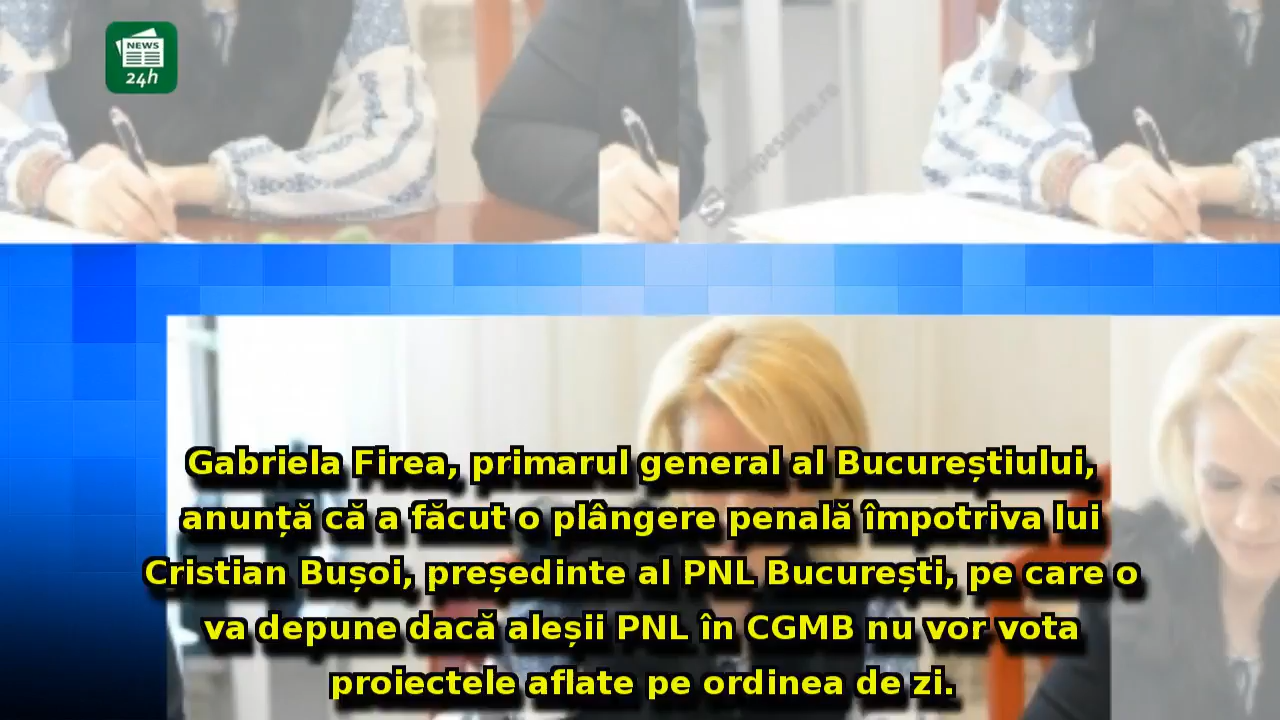 NEWS
24h
Gabriela Firea, primarul general al Bucureștiului,
anunță că a făcut o plângere penală împotriva lui
Cristian Bușoi, președinte al PNL București, pe care o
va depune dacă aleșii PNL în CGMB nu vor vota
proiectele aflate pe ordinea de zi.